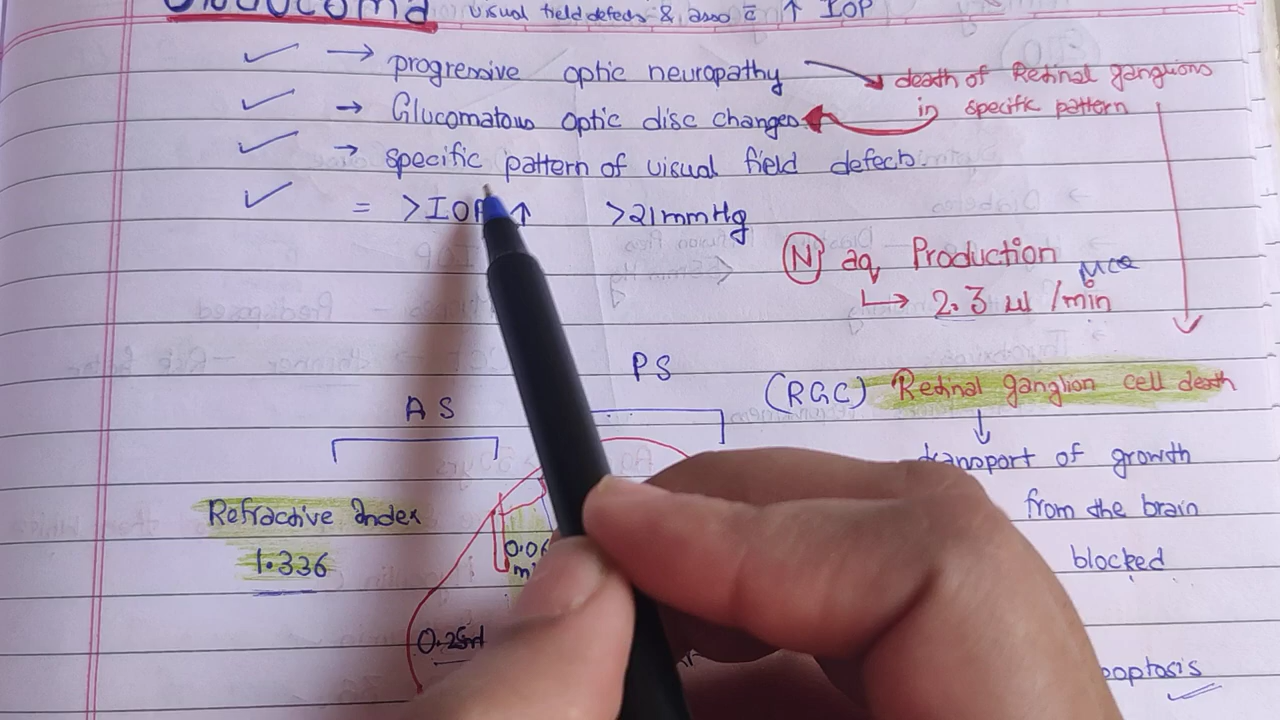 Glaucoma visual field defects & asso c̄ ↑ IOP
✓ → progressive optic neuropathy → death of Retinal ganglions
✓ → Glucomatous optic disc changes ← in specific pattern
✓ → specific pattern of visual field defects
✓ = >IOP ↑ >21mmHg
(N) aq Production
MCQ
↳ 2.3 µl /min
PS
AS
(RGC) Retinal ganglion cell death
↓
transport of growth
Refractive Index
from the brain
1.336
0.06
blocked
0.25ml
apoptosis